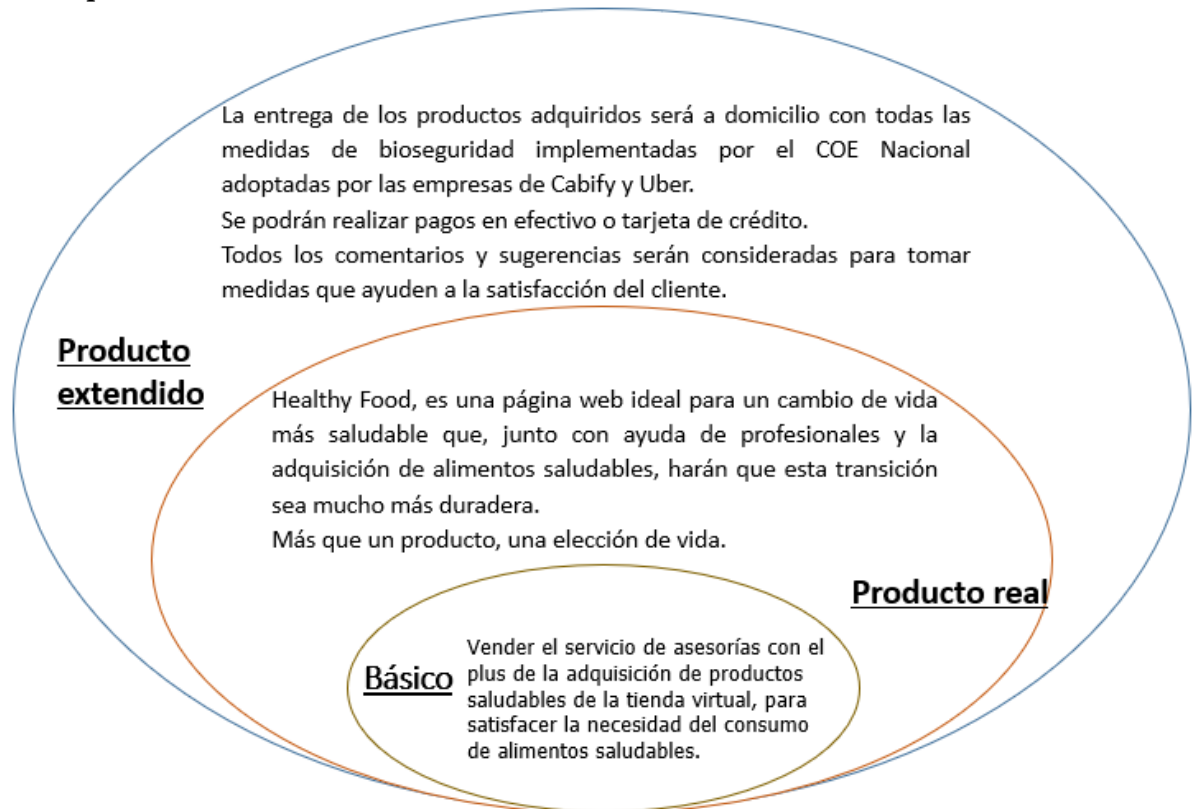 La entrega de los productos adquiridos será a domicilio con todas las
medidas de bioseguridad implementadas por el COE Nacional
adoptadas por las empresas de Cabify y Uber.
Se podrán realizar pagos en efectivo o tarjeta de crédito.
Todos los comentarios y sugerencias serán consideradas para tomar
medidas que ayuden a la satisfacción del cliente.
Producto
extendido
Healthy Food, es una página web ideal para un cambio de vida
más saludable que, junto con ayuda de profesionales y la
adquisición de alimentos saludables, harán que esta transición
sea mucho más duradera.
Más que un producto, una elección de vida.
Producto real
Básico
Vender el servicio de asesorías con el
plus de la adquisición de productos
saludables de la tienda virtual, para
satisfacer la necesidad del consumo
de alimentos saludables.